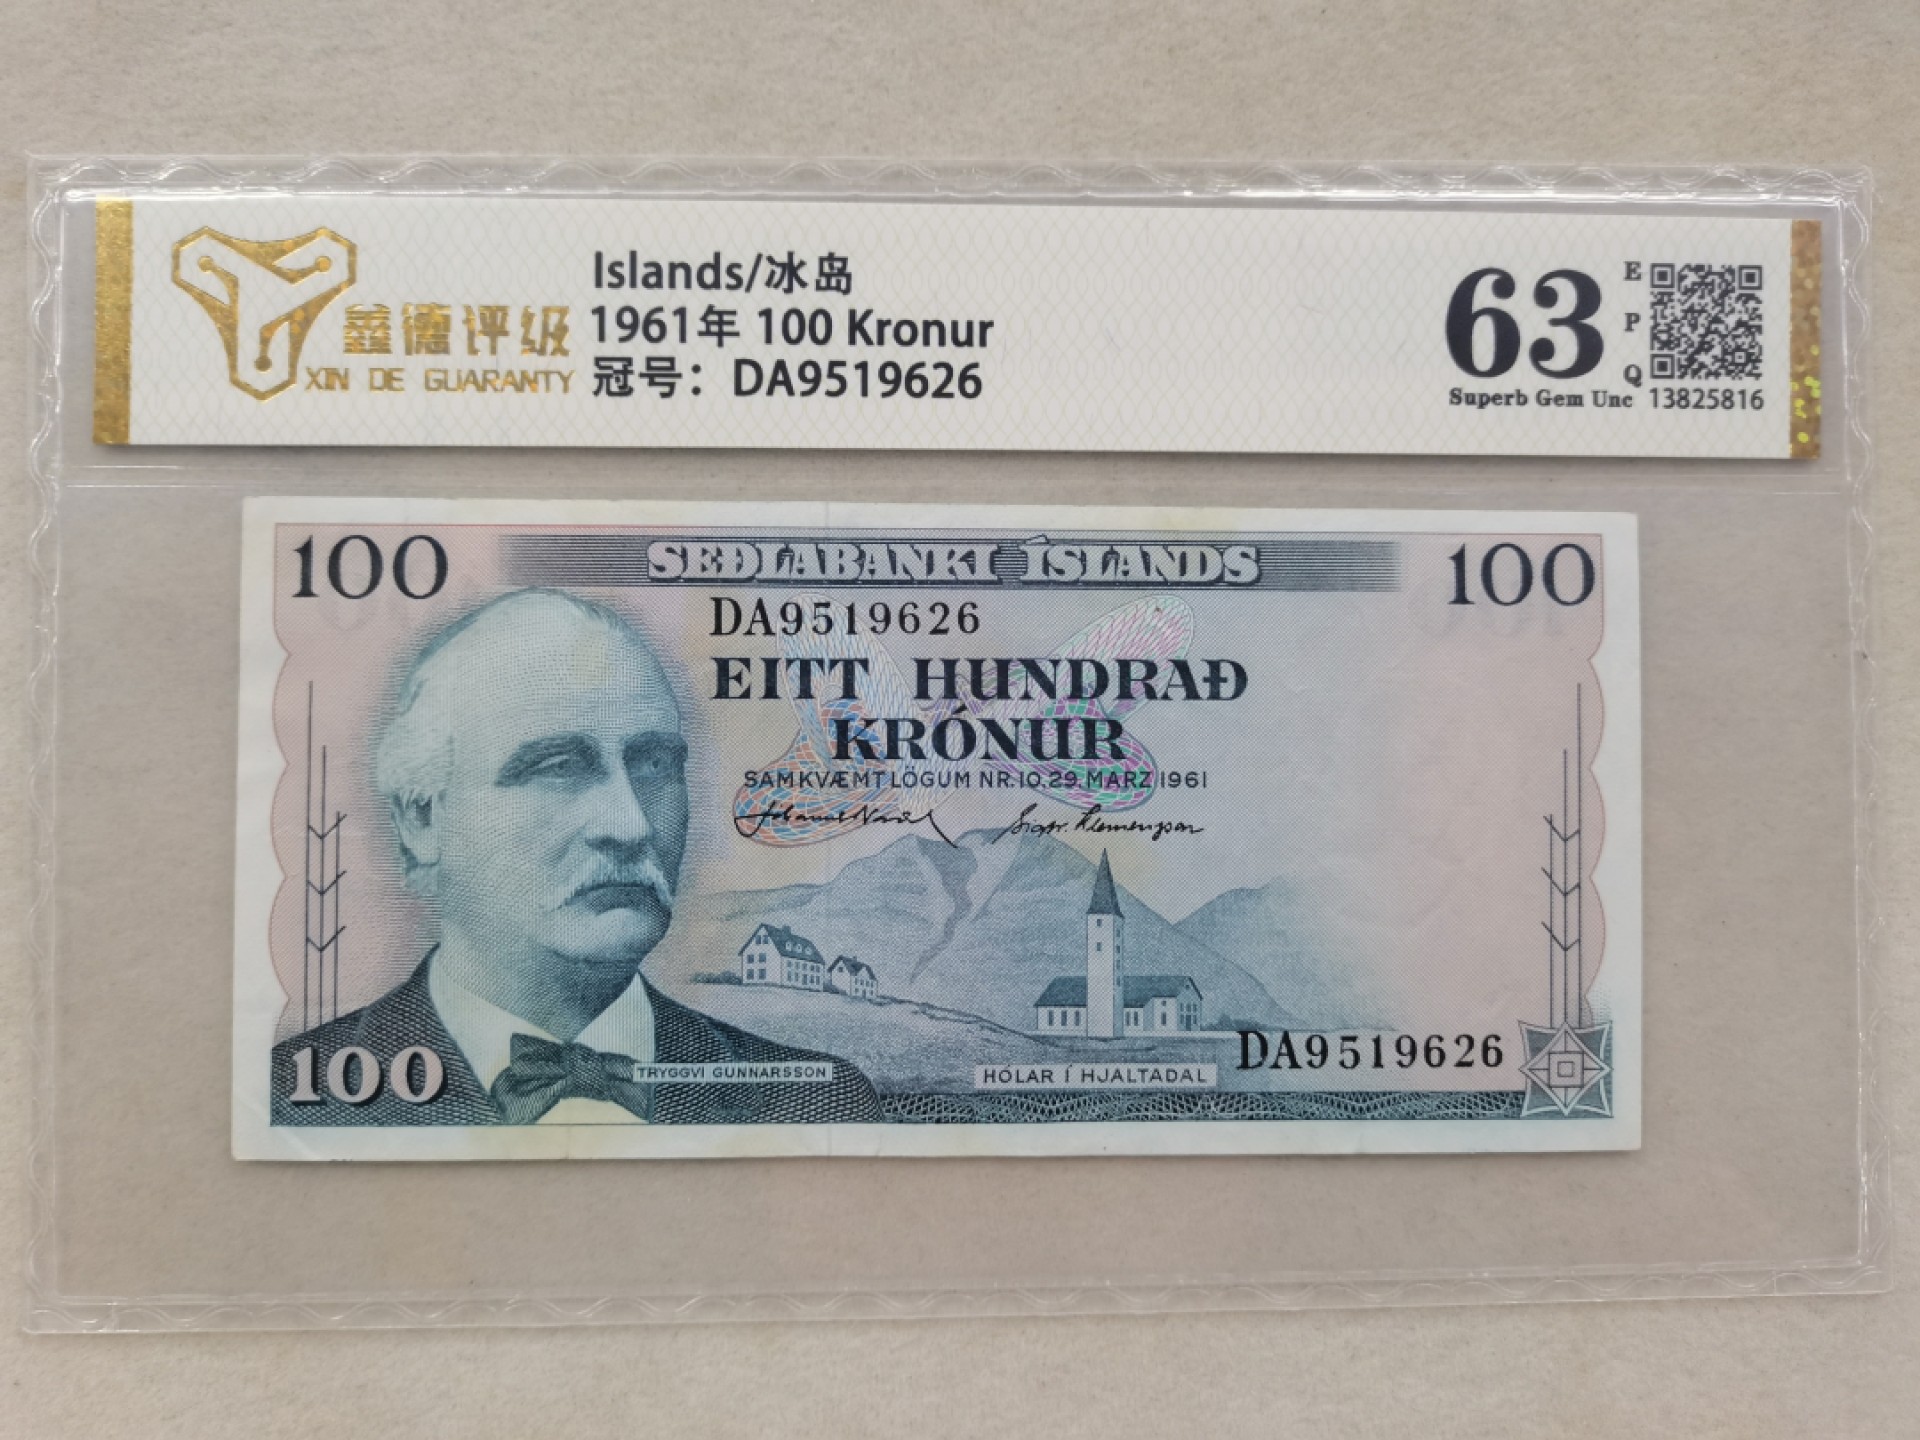 鑫德评级
XIN DE GUARANTY
Islands/冰岛
1961年 100 Kronur
冠号：DA9519626
63
EPQ
Superb Gem Unc
13825816
100
SEÐLABANKI ÍSLANDS
100
DA9519626
EITT HUNDRAÐ
KRÓNUR
SAMKVÆMT LÖGUM NR.10,29. MARZ 1961
100
TRYGGVI GUNNARSSON
HÓLAR Í HJALTADAL
DA9519626